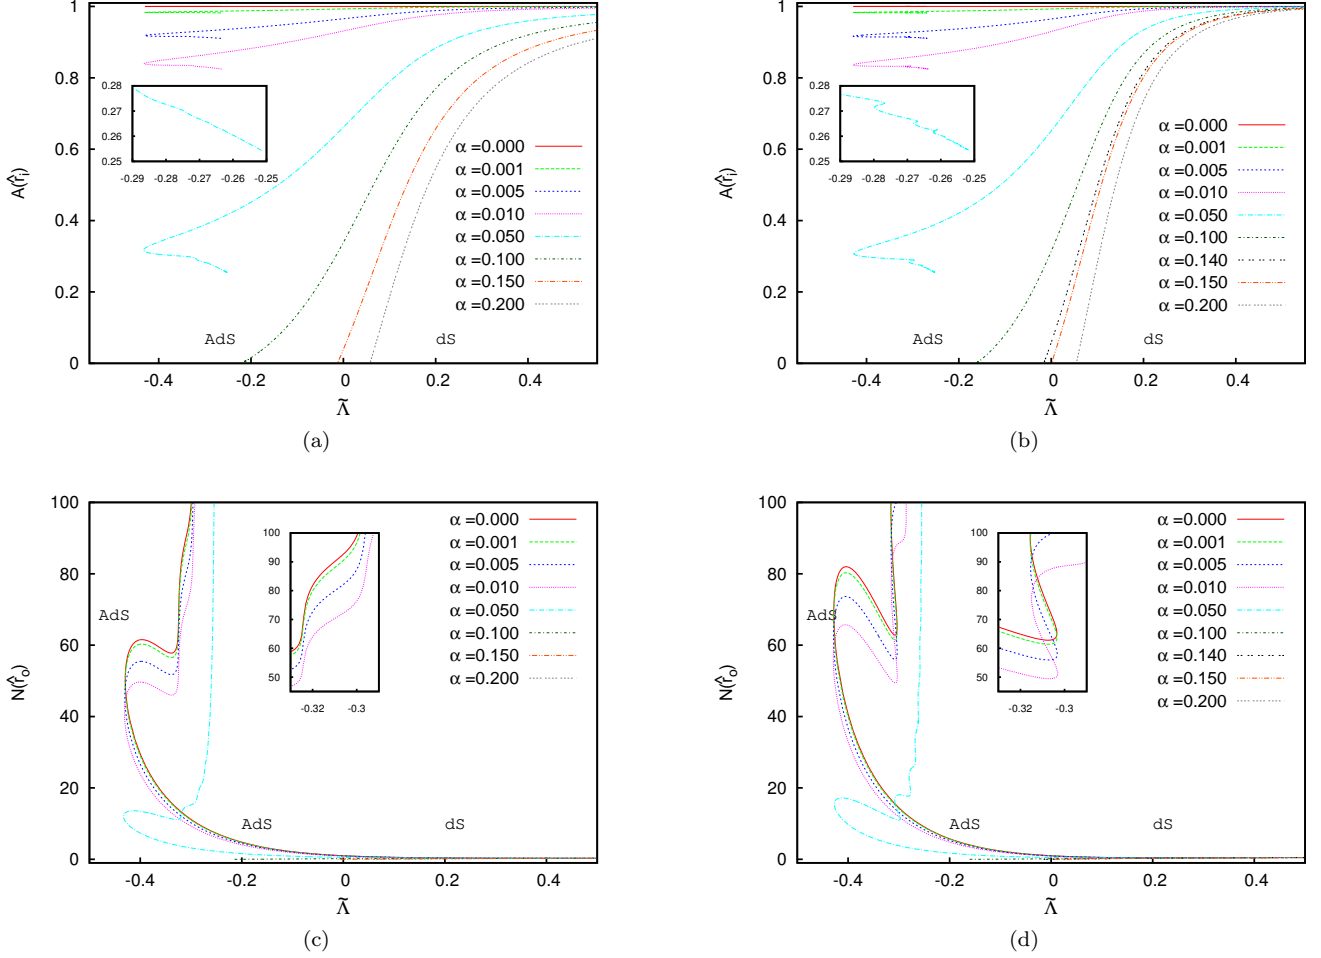 A(r̂ᵢ)
1
0.8
0.6
0.4
0.2
0
-0.4
-0.2
0
0.2
0.4
Λ̃
0.28
0.27
0.26
0.25
-0.29
-0.28
-0.27
-0.26
-0.25
α =0.000
α =0.001
α =0.005
α =0.010
α =0.050
α =0.100
α =0.150
α =0.200
AdS
dS
(a)
A(r̂ᵢ)
1
0.8
0.6
0.4
0.2
0
-0.4
-0.2
0
0.2
0.4
Λ̃
0.28
0.27
0.26
0.25
-0.29
-0.28
-0.27
-0.26
-0.25
α =0.000
α =0.001
α =0.005
α =0.010
α =0.050
α =0.100
α =0.140
α =0.150
α =0.200
AdS
dS
(b)
N(r̂ₒ)
100
80
60
40
20
0
-0.4
-0.2
0
0.2
0.4
Λ̃
100
90
80
70
60
50
-0.32
-0.3
α =0.000
α =0.001
α =0.005
α =0.010
α =0.050
α =0.100
α =0.150
α =0.200
AdS
AdS
dS
(c)
N(r̂ₒ)
100
80
60
40
20
0
-0.4
-0.2
0
0.2
0.4
Λ̃
100
90
80
70
60
50
-0.32
-0.3
α =0.000
α =0.001
α =0.005
α =0.010
α =0.050
α =0.100
α =0.140
α =0.150
α =0.200
AdS
AdS
dS
(d)